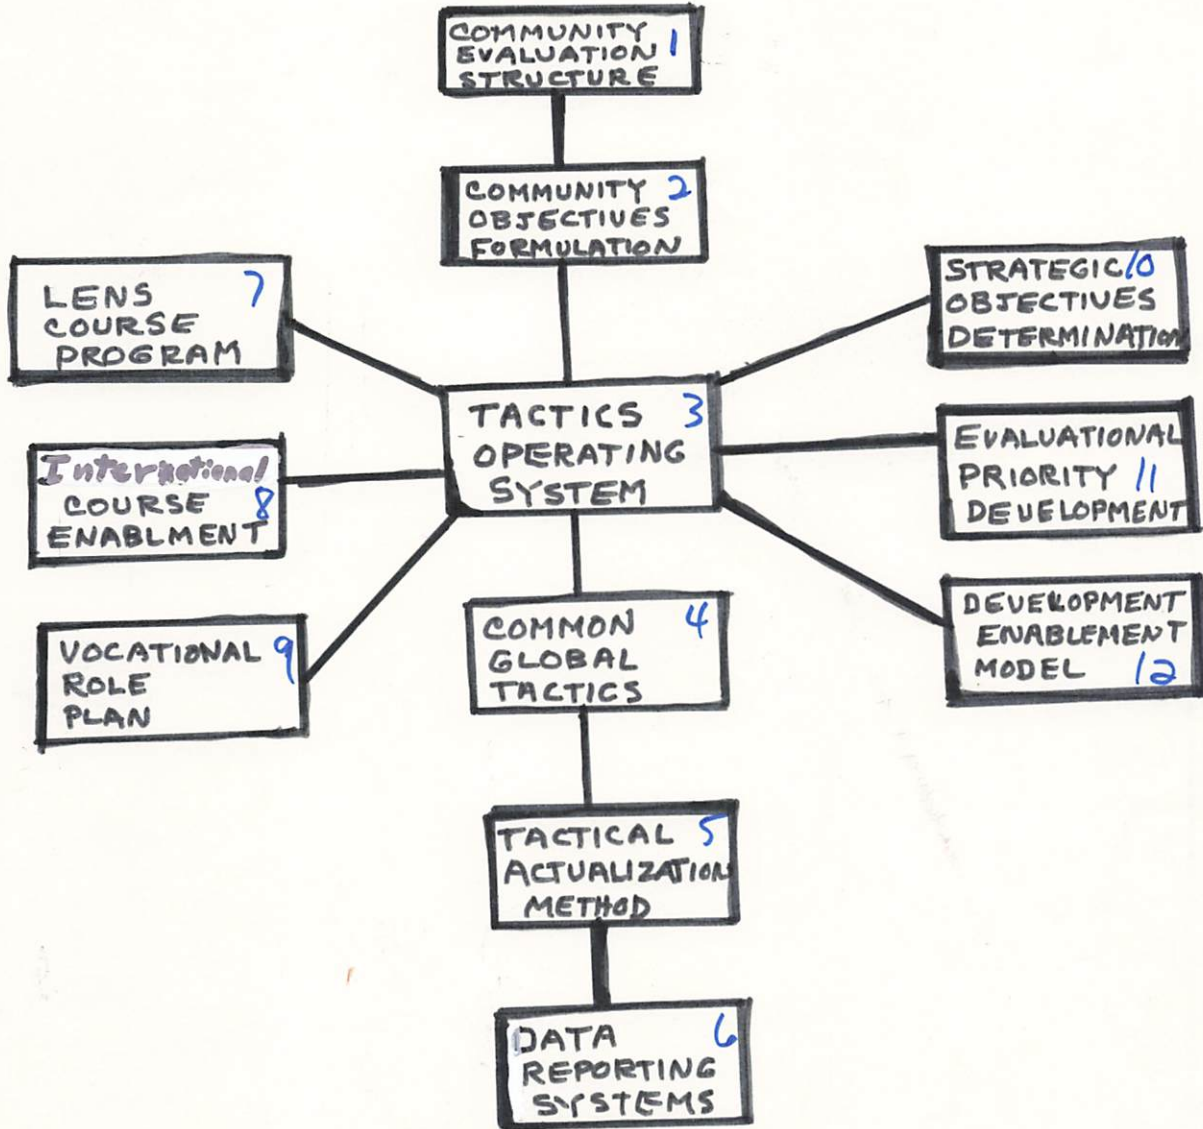 COMMUNITY 1
EVALUATION
STRUCTURE
COMMUNITY 2
OBJECTIVES
FORMULATION
TACTICS 3
OPERATING
SYSTEM
COMMON 4
GLOBAL
TACTICS
TACTICAL 5
ACTUALIZATION
METHOD
DATA 6
REPORTING
SYSTEMS
LENS 7
COURSE
PROGRAM
International
COURSE 8
ENABLMENT
VOCATIONAL 9
ROLE
PLAN
STRATEGIC 10
OBJECTIVES
DETERMINATION
EVALUATIONAL
PRIORITY 11
DEVELOPMENT
DEVELOPMENT
ENABLEMENT
MODEL 12